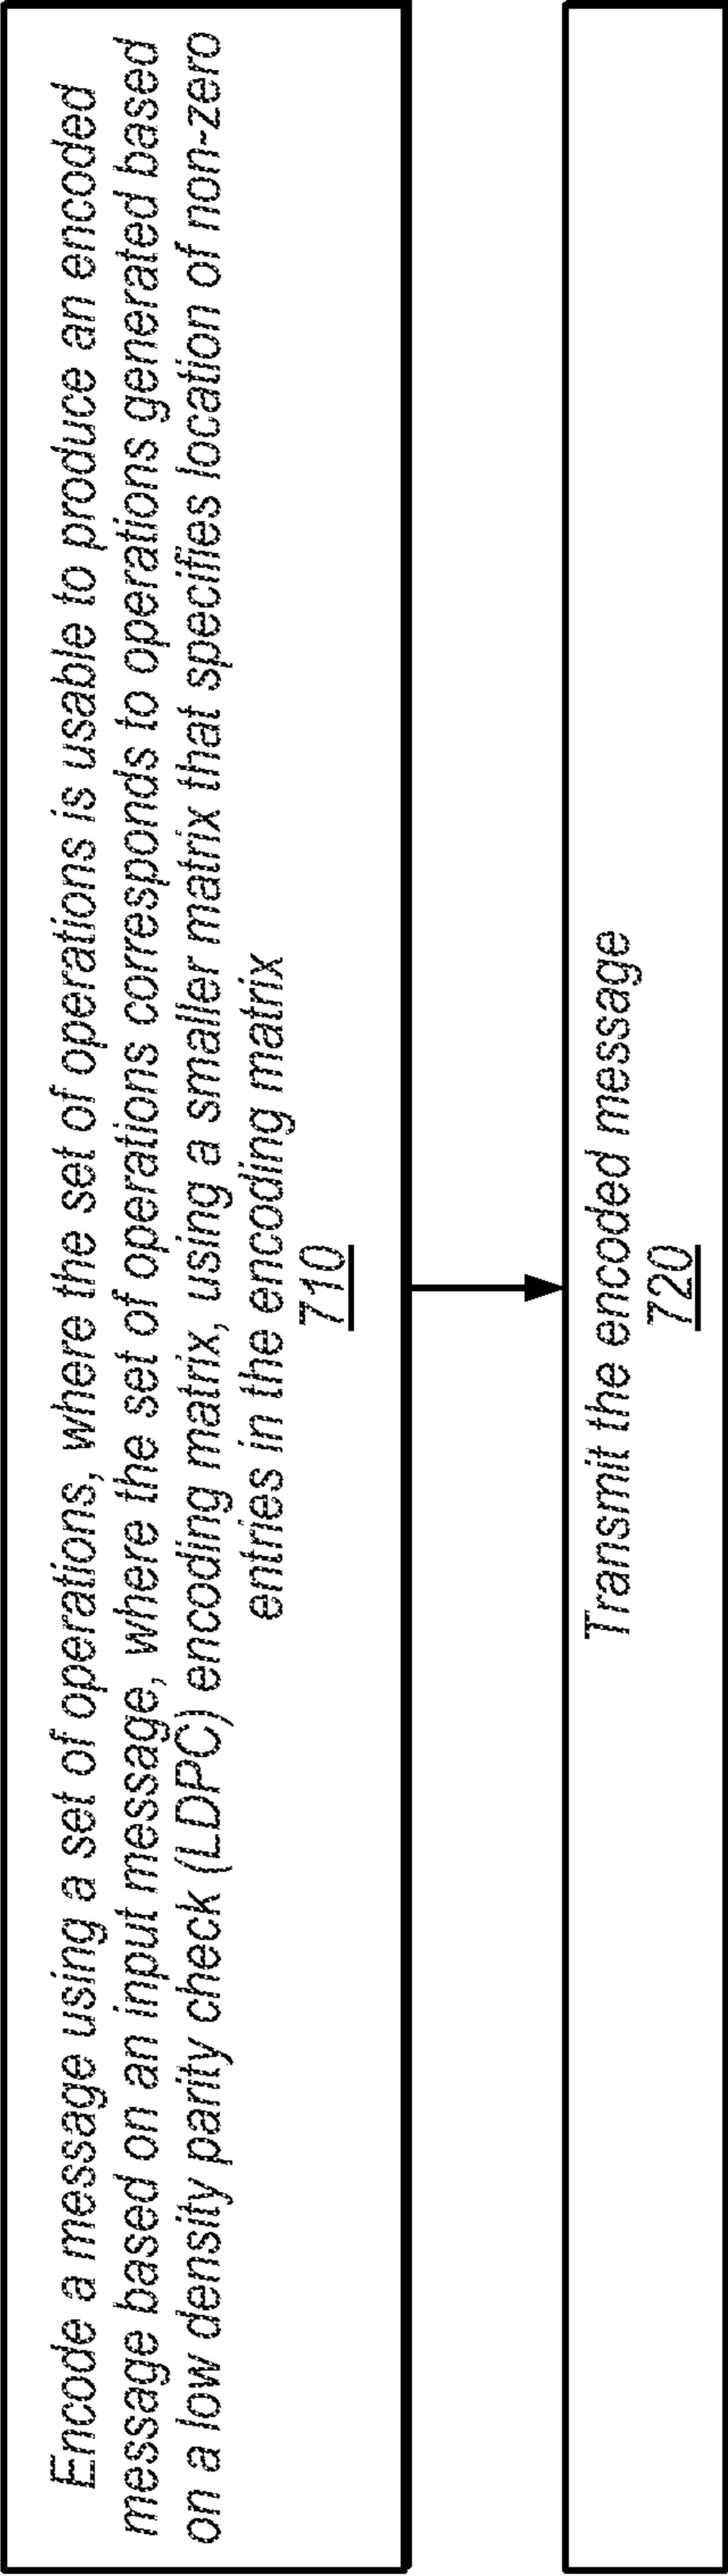 Encode a message using a set of operations, where the set of operations is usable to produce an encoded
message based on an input message, where the set of operations corresponds to operations generated based
on a low density parity check (LDPC) encoding matrix, using a smaller matrix that specifies location of non-zero
entries in the encoding matrix
710
Transmit the encoded message
720